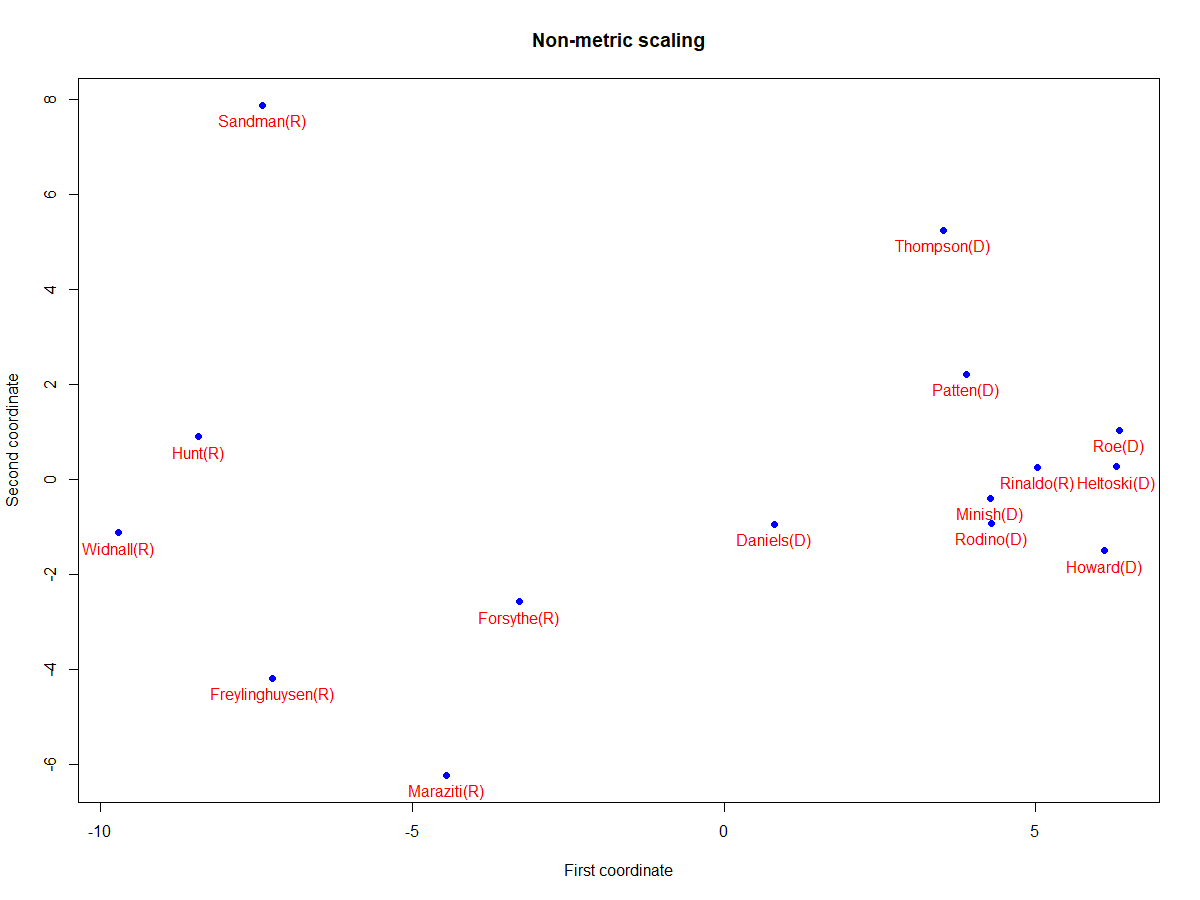 Non-metric scaling
8
Sandman(R)
6
Thompson(D)
4
Patten(D)
2
Roe(D)
Hunt(R)
Second coordinate
0
Rinaldo(R) Heltoski(D)
Minish(D)
Rodino(D)
Daniels(D)
Widnall(R)
Howard(D)
-2
Forsythe(R)
-4
Freylinghuysen(R)
-6
Maraziti(R)
-10 -5 0 5
First coordinate